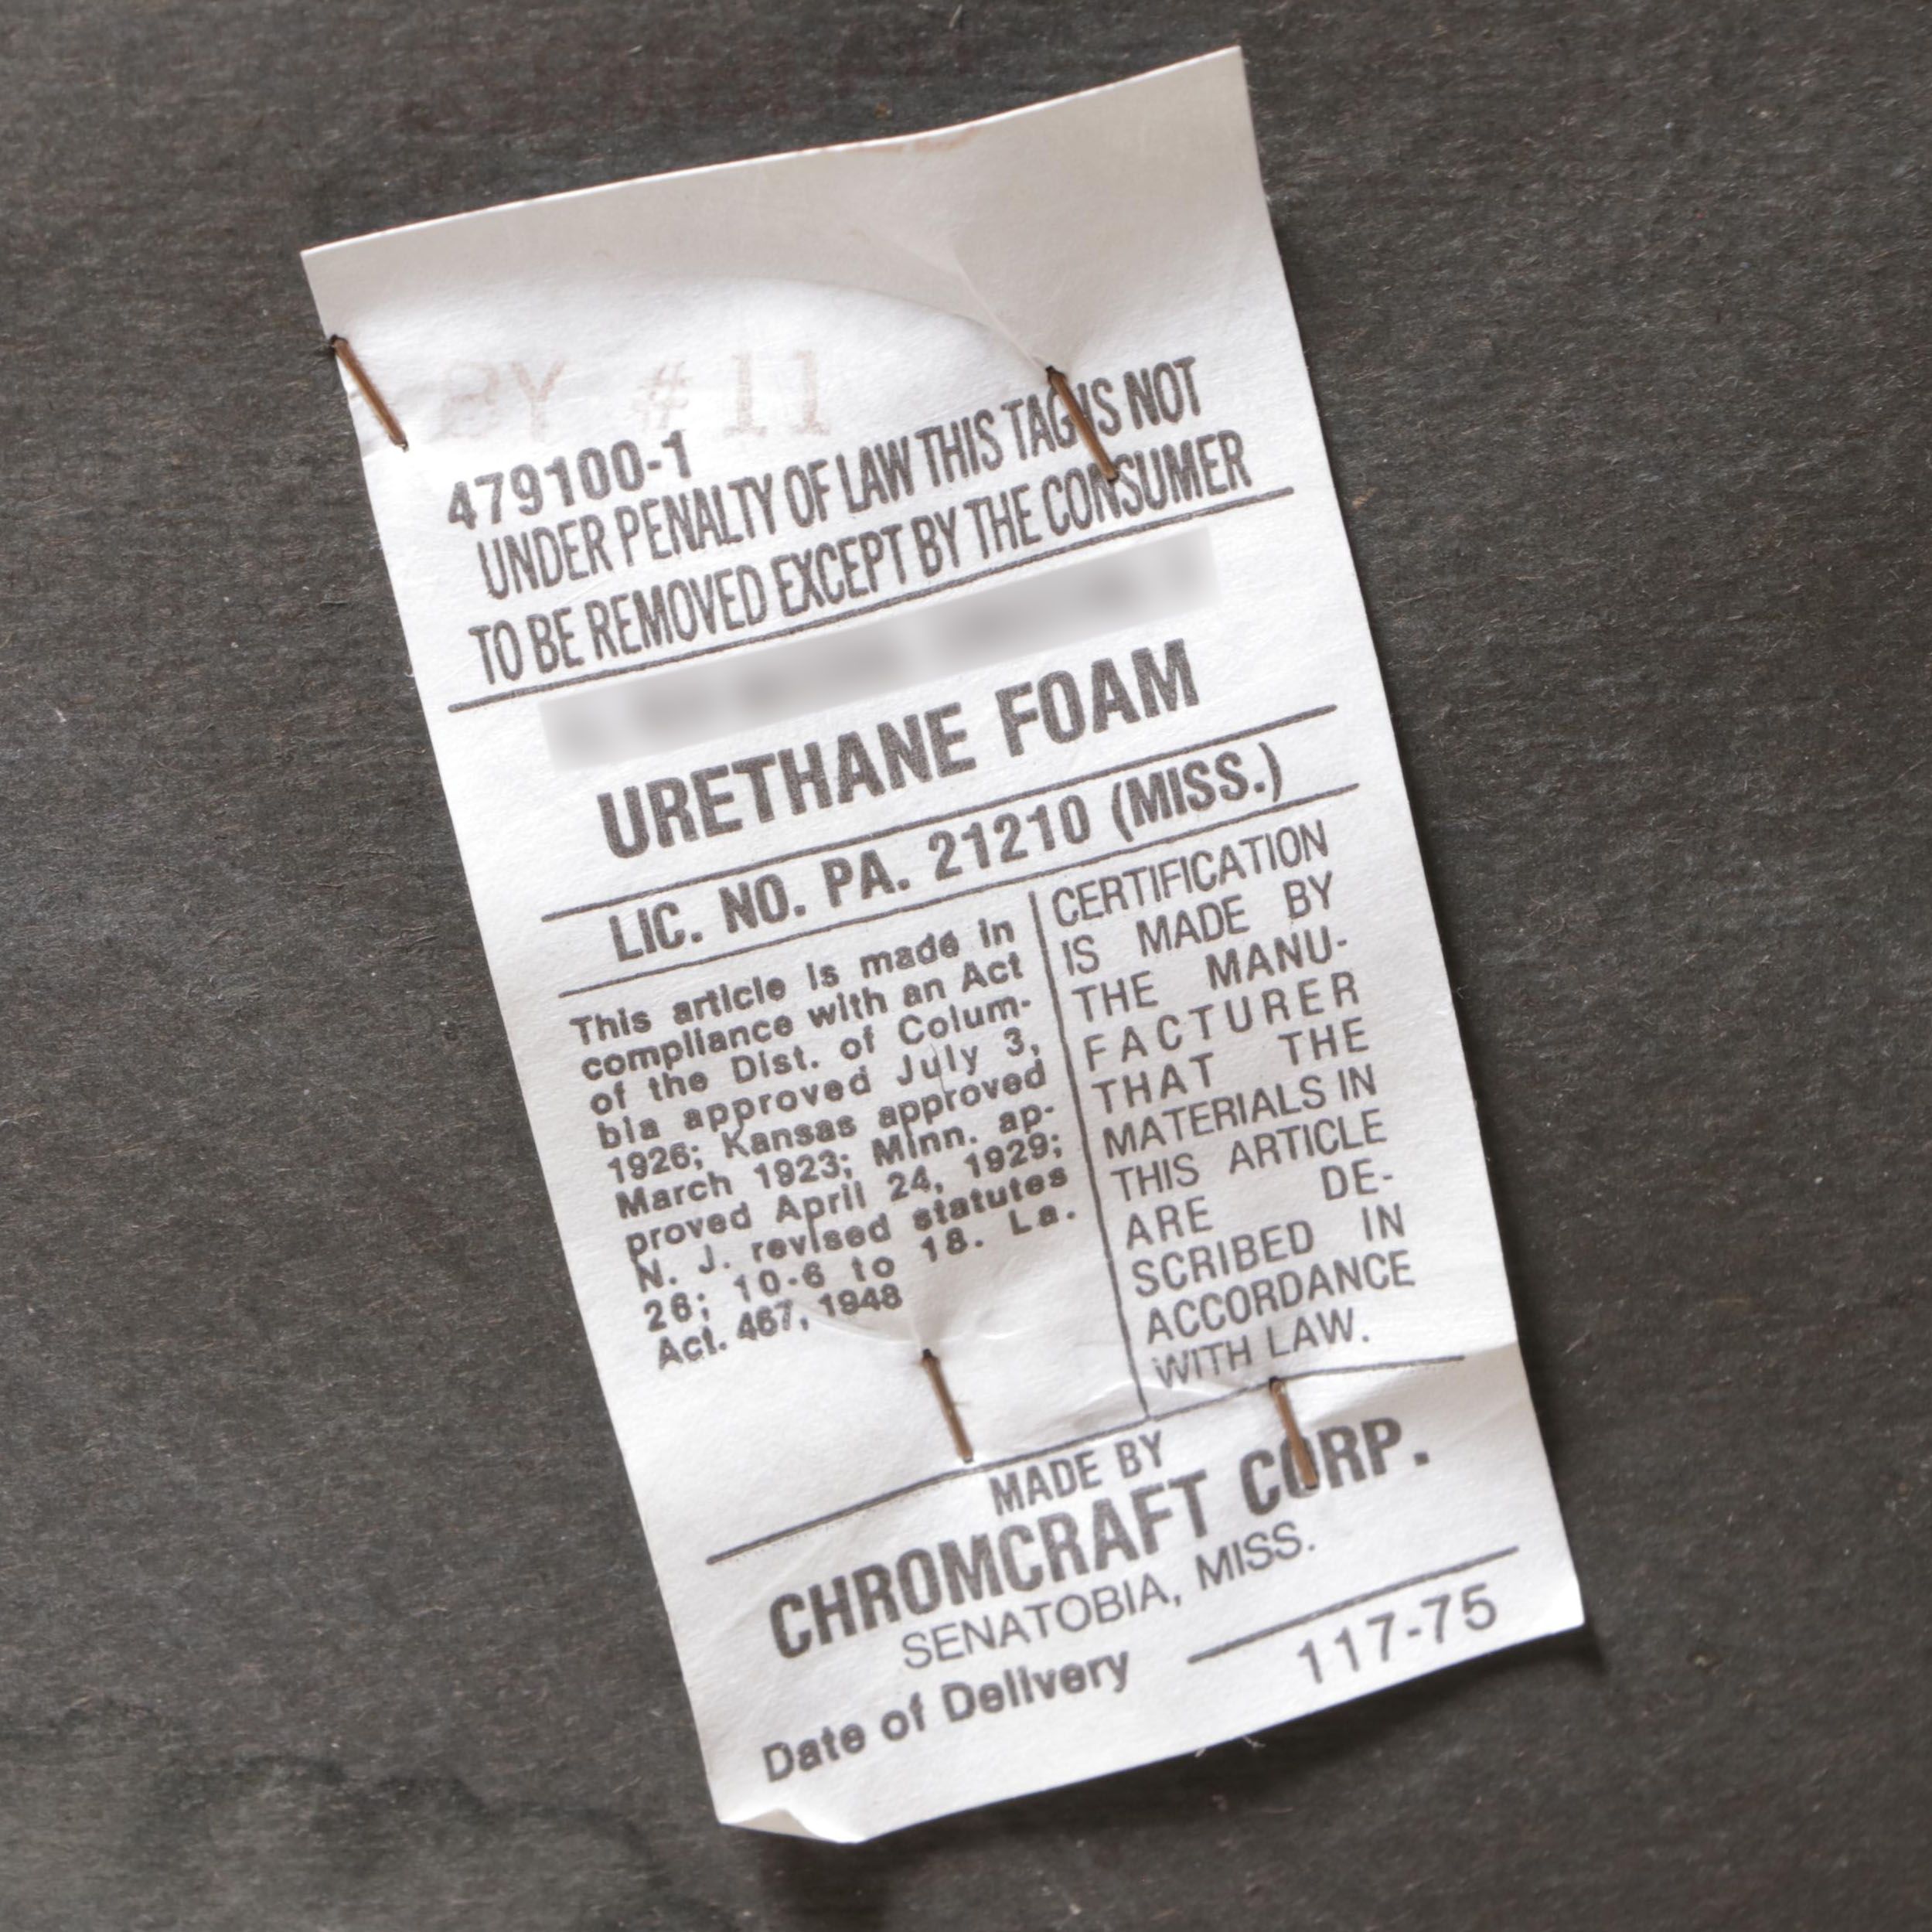 BY #11
479100-1
UNDER PENALTY OF LAW THIS TAG IS NOT
TO BE REMOVED EXCEPT BY THE CONSUMER
URETHANE FOAM
LIC. NO. PA. 21210 (MISS.)
This article is made in
compliance with an Act
of the Dist. of Colum-
bia approved July 3,
1926; Kansas approved
March 1923; Minn. ap-
proved April 24, 1929;
N. J. revised statutes
26; 10-6 to 18. La.
Act. 467, 1948
CERTIFICATION
IS MADE BY
THE MANU-
FACTURER
THAT THE
MATERIALS IN
THIS ARTICLE
ARE DE-
SCRIBED IN
ACCORDANCE
WITH LAW.
MADE BY
CHROMCRAFT CORP.
SENATOBIA, MISS.
Date of Delivery
117-75